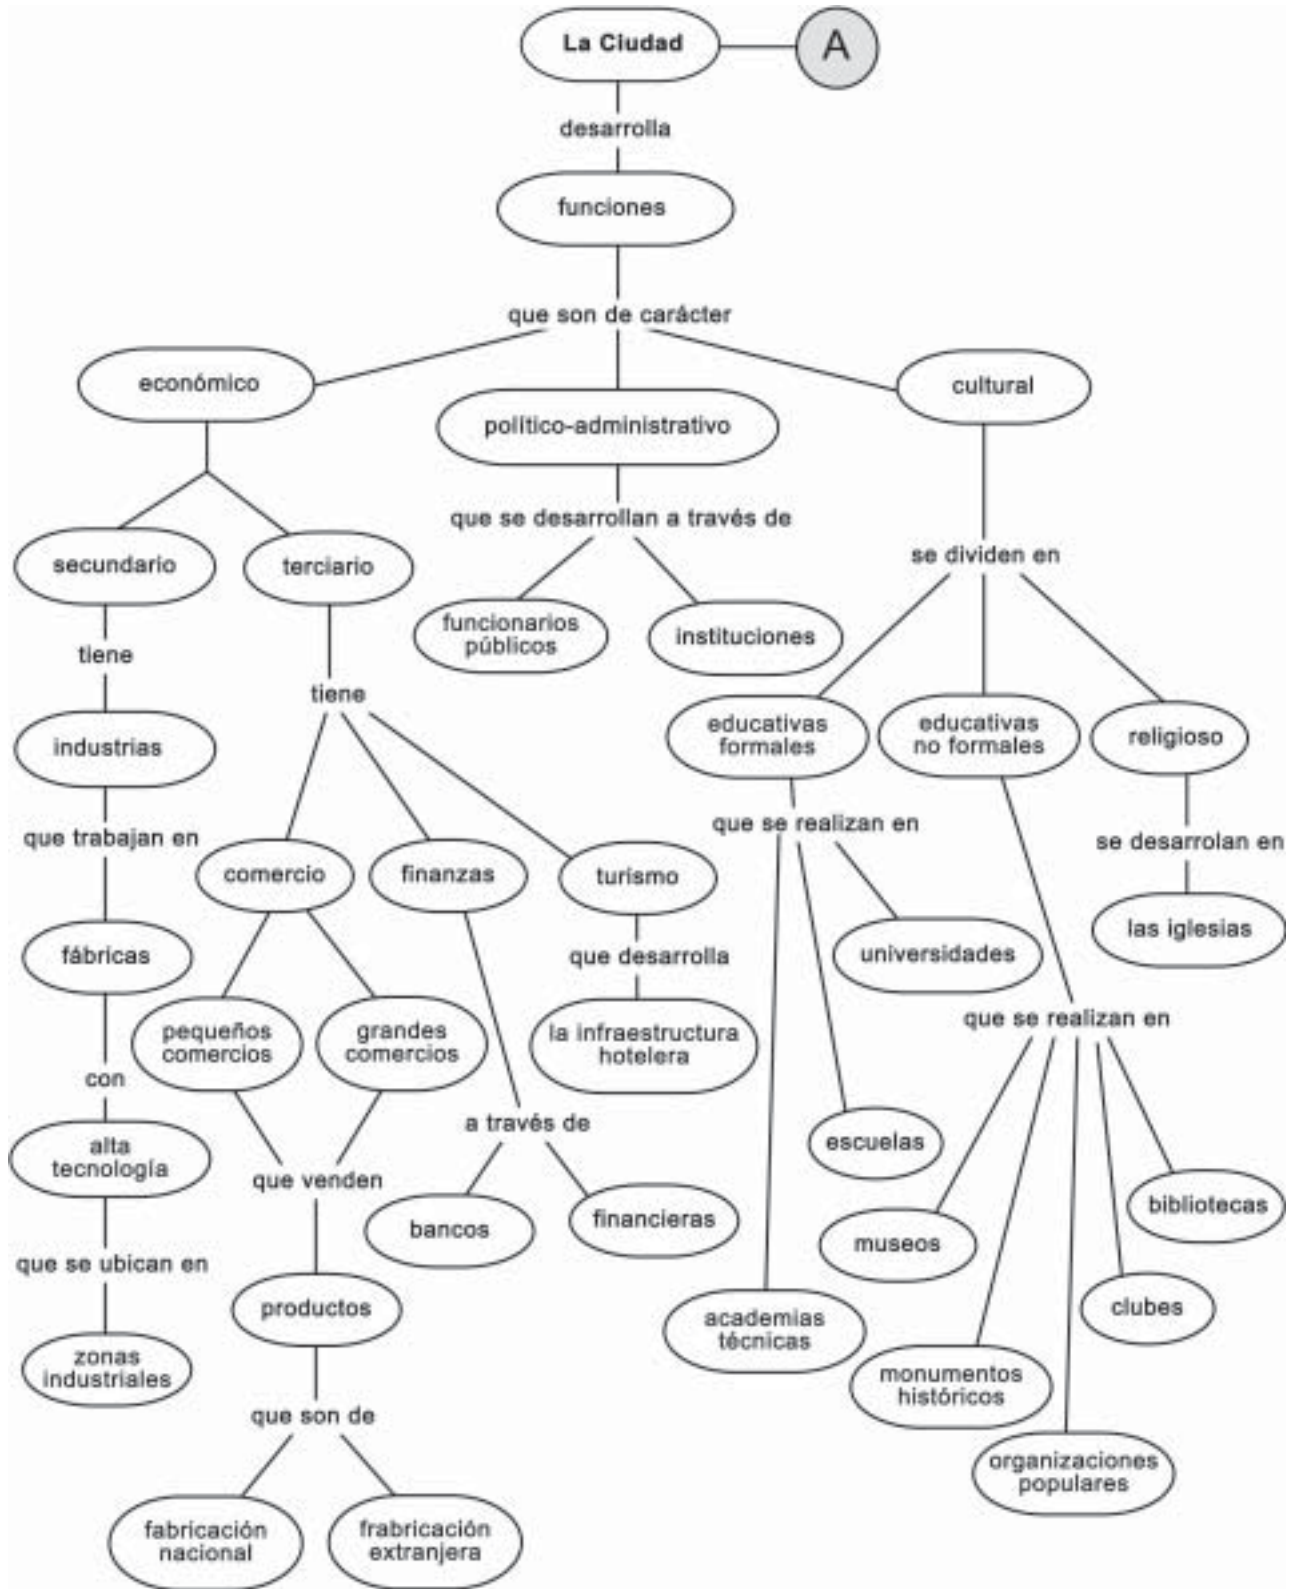 La Ciudad
A
desarrolla
funciones
que son de carácter
económico
político-administrativo
cultural
que se desarrollan a través de
secundario
terciario
se dividen en
funcionarios
públicos
instituciones
tiene
tiene
industrias
educativas
formales
educativas
no formales
religioso
que trabajan en
que se realizan en
se desarrolan en
comercio
finanzas
turismo
las iglesias
fábricas
que desarrolla
universidades
pequeños
comercios
grandes
comercios
la infraestructura
hotelera
que se realizan en
con
a través de
escuelas
alta
tecnología
que venden
bancos
financieras
museos
bibliotecas
que se ubican en
productos
academias
técnicas
clubes
zonas
industriales
monumentos
históricos
que son de
organizaciones
populares
fabricación
nacional
frabricación
extranjera